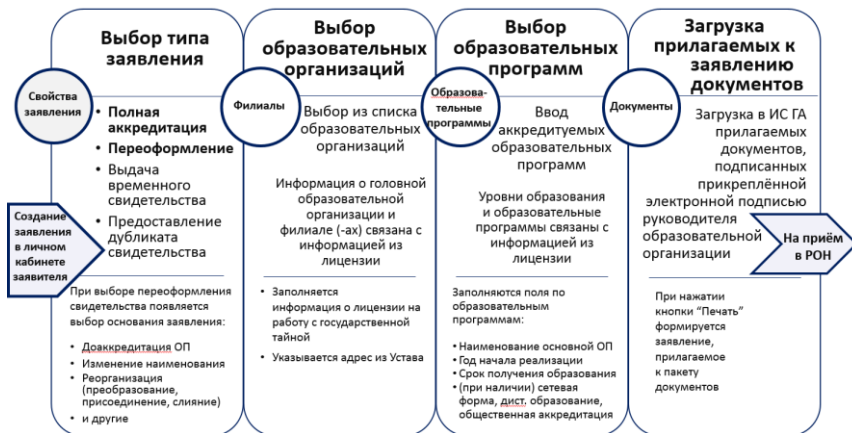 Выбор типа
заявления
Свойства
заявления
• Полная
аккредитация
• Переоформление
• Выдача
временного
свидетельства
• Предоставление
дубликата
свидетельства
Создание
заявления
в личном
кабинете
заявителя
При выборе переоформления
свидетельства появляется
выбор основания заявления:
• Доаккредитация ОП
• Изменение наименования
• Реорганизация
(преобразование,
присоединение, слияние)
• и другие
Выбор
образовательных
организаций
Филиалы
Выбор из списка
образовательных
организаций
Информация о головной
образовательной
организации и
филиале (-ах) связана с
информацией из
лицензии
• Заполняется
информация о лицензии на
работу с государственной
тайной
• Указывается адрес из Устава
Выбор
образовательных
программ
Образова-
тельные
программы
Ввод
аккредитуемых
образовательных
программ
Уровни образования
и образовательные
программы связаны с
информацией из
лицензии
Заполняются поля по
образовательным
программам:
•Наименование основной ОП
•Год начала реализации
•Срок получения образования
•(при наличии) сетевая
форма, дист. образование,
общественная аккредитация
Загрузка
прилагаемых к
заявлению
документов
Документы
Загрузка в ИС ГА
прилагаемых
документов,
подписанных
прикреплённой
электронной подписью
руководителя
образовательной
организации
На приём
в РОН
При нажатии
кнопки “Печать”
формируется
заявление,
прилагаемое
к пакету
документов